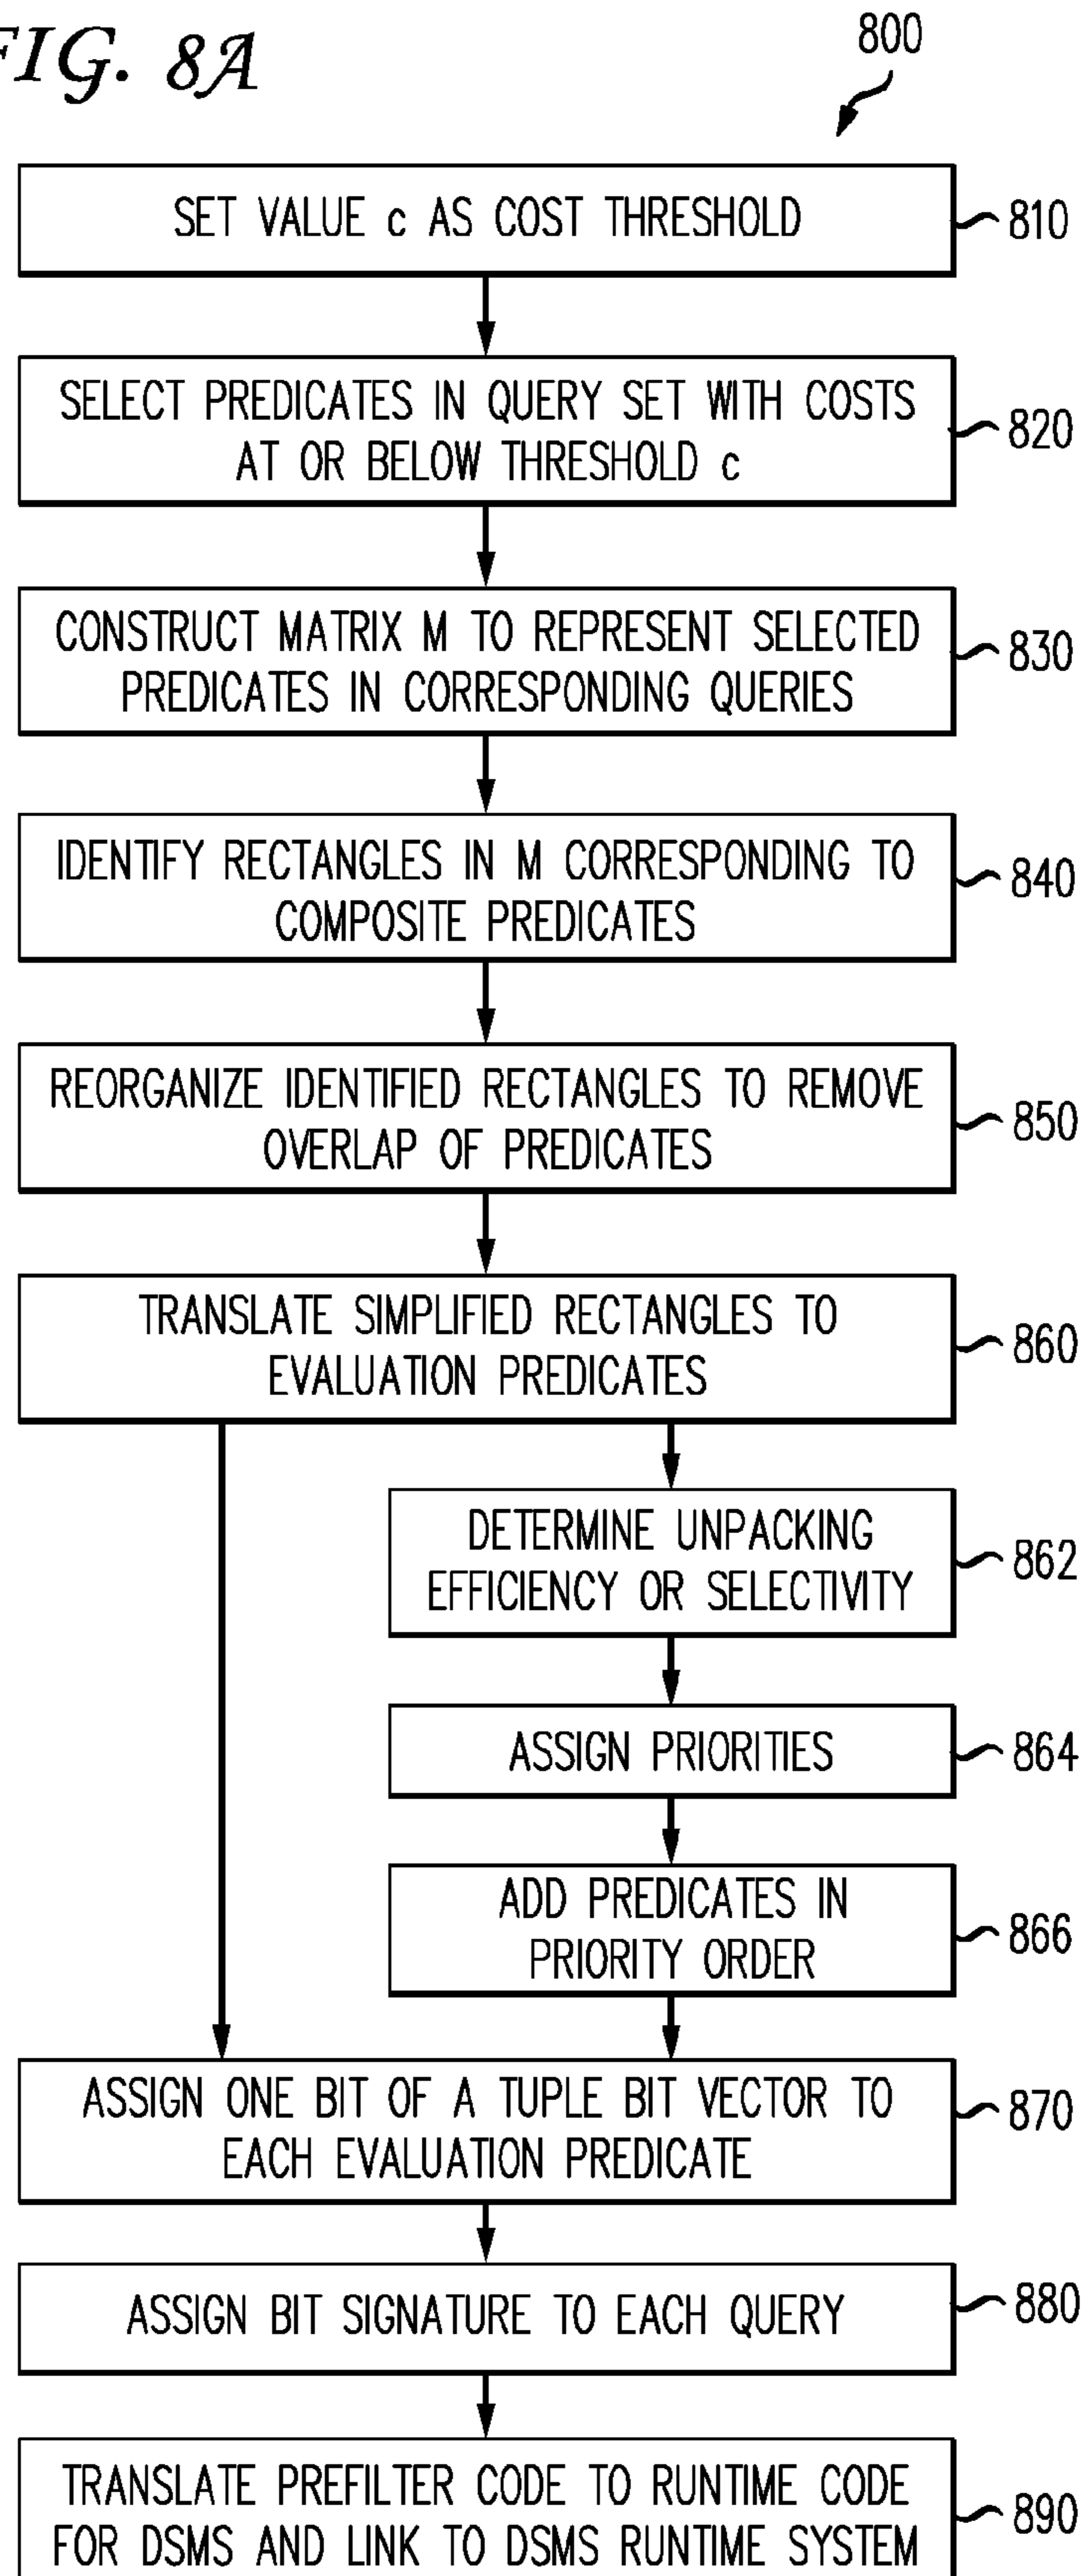 FIG. 8A
800
SET VALUE c AS COST THRESHOLD
810
SELECT PREDICATES IN QUERY SET WITH COSTS
AT OR BELOW THRESHOLD c
820
CONSTRUCT MATRIX M TO REPRESENT SELECTED
PREDICATES IN CORRESPONDING QUERIES
830
IDENTIFY RECTANGLES IN M CORRESPONDING TO
COMPOSITE PREDICATES
840
REORGANIZE IDENTIFIED RECTANGLES TO REMOVE
OVERLAP OF PREDICATES
850
TRANSLATE SIMPLIFIED RECTANGLES TO
EVALUATION PREDICATES
860
DETERMINE UNPACKING
EFFICIENCY OR SELECTIVITY
862
ASSIGN PRIORITIES
864
ADD PREDICATES IN
PRIORITY ORDER
866
ASSIGN ONE BIT OF A TUPLE BIT VECTOR TO
EACH EVALUATION PREDICATE
870
ASSIGN BIT SIGNATURE TO EACH QUERY
880
TRANSLATE PREFILTER CODE TO RUNTIME CODE
FOR DSMS AND LINK TO DSMS RUNTIME SYSTEM
890